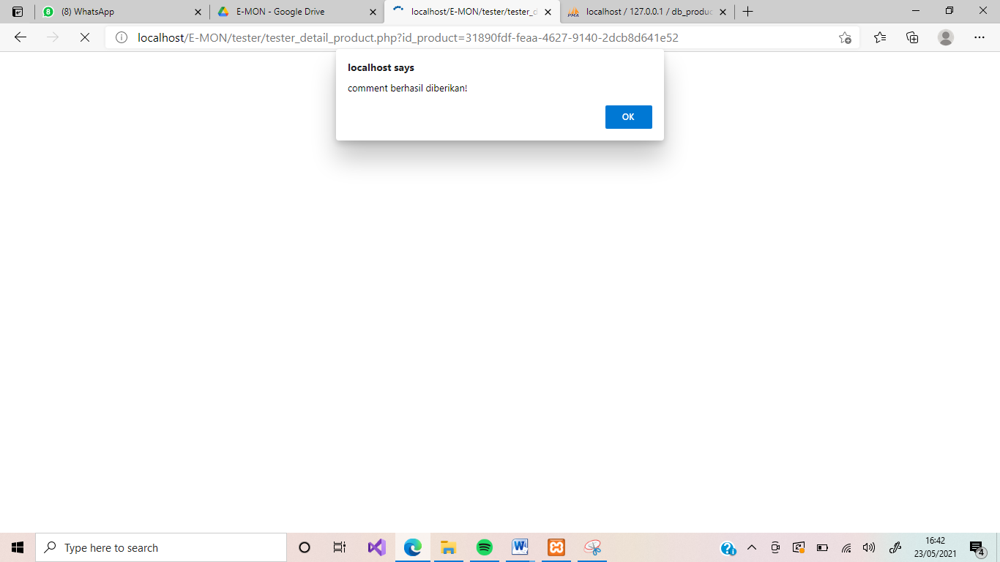 (8) WhatsApp
E-MON - Google Drive
localhost/E-MON/tester/tester_d
localhost / 127.0.0.1 / db_produc
localhost/E-MON/tester/tester_detail_product.php?id_product=31890fdf-feaa-4627-9140-2dcb8d641e52
localhost says
comment berhasil diberikan!
OK
Type here to search
16:42
23/05/2021
4